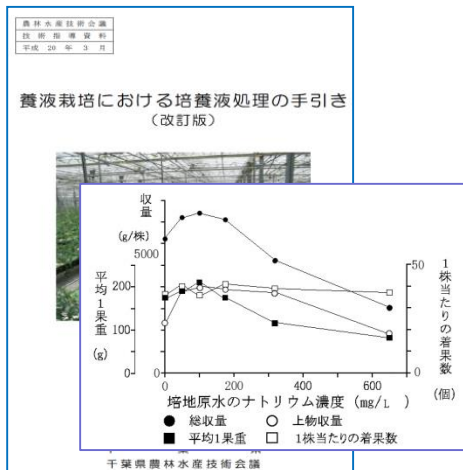 農林水産技術会議
技術指導資料
平成 20 年 3 月
養液栽培における培養液処理の手引き
（改訂版）
収量
(g/株)
5000
0
平均1果重
(g)
200
100
0
50
0
1株当たりの着果数
(個)
0 200 400 600
培地原水のナトリウム濃度 (mg/L )
● 総収量 ○ 上物収量
■ 平均1果重 □ 1株当たりの着果数
千葉県農林水産技術会議